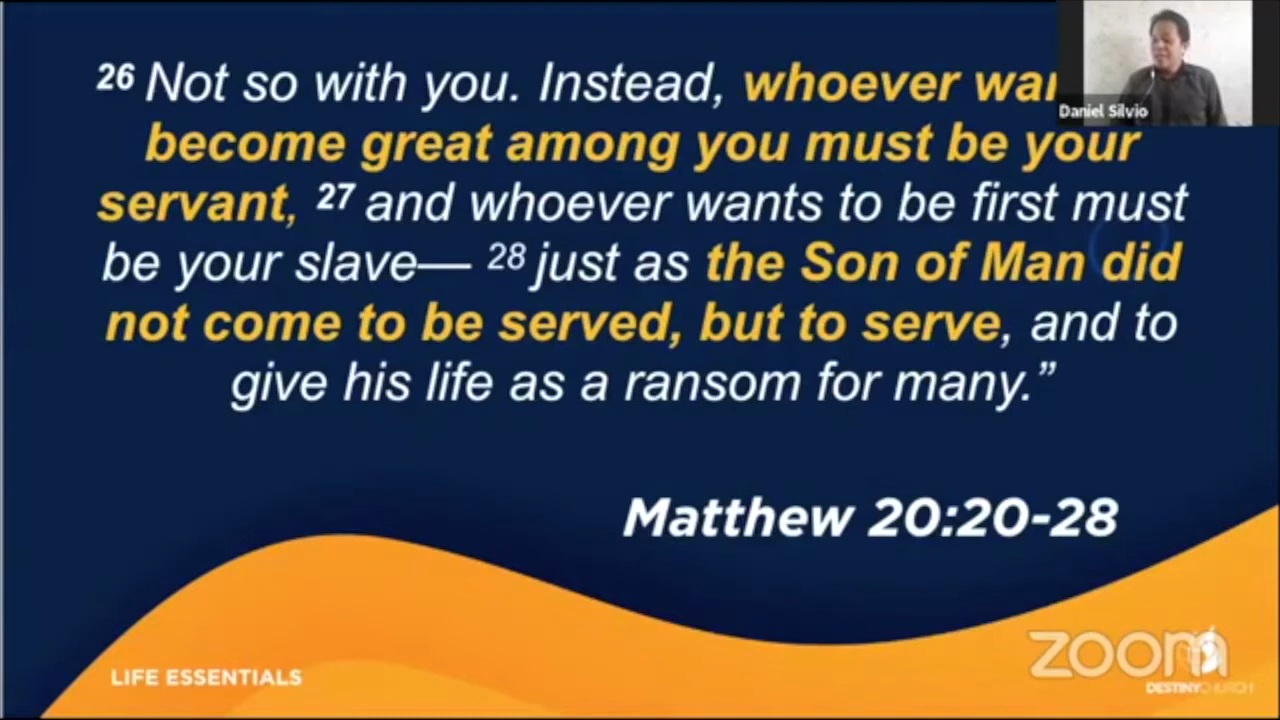 26 Not so with you. Instead, whoever
become great among you must be your
servant, 27 and whoever wants to be first must
be your slave— 28 just as the Son of Man did
not come to be served, but to serve, and to
give his life as a ransom for many.”
Matthew 20:20-28
Daniel Silvio
LIFE ESSENTIALS
zoom
DESTINYCHURCH